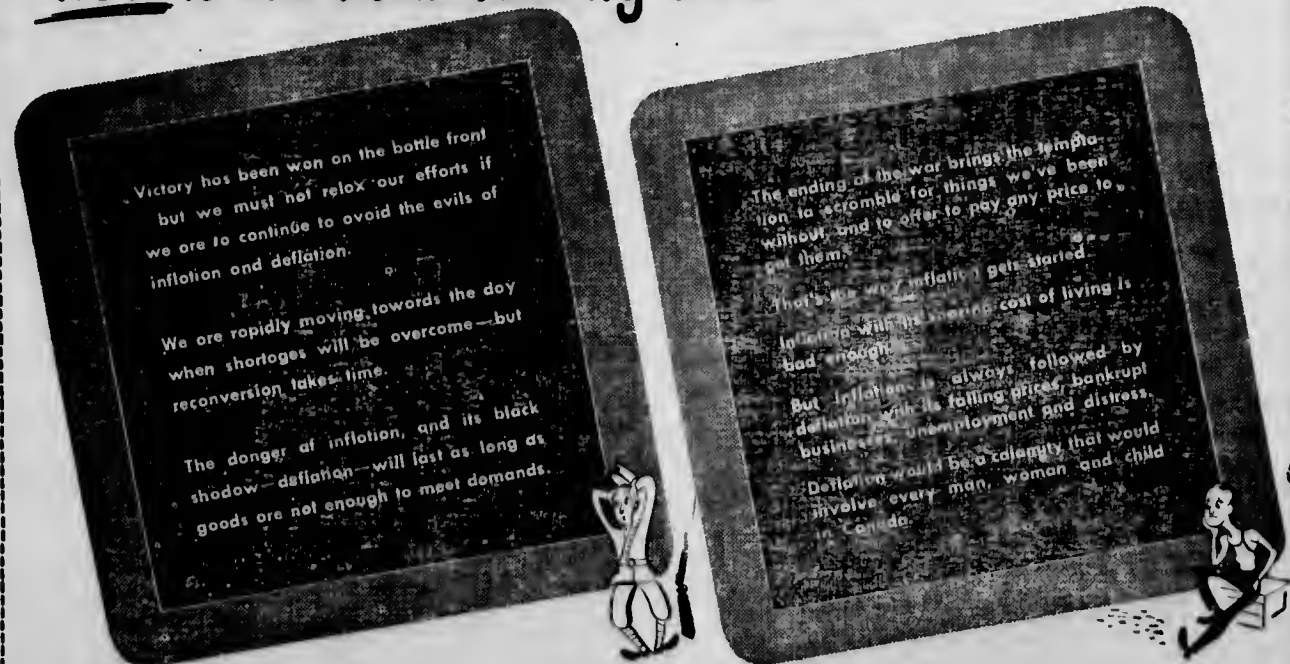 Victory has been won on the battle front
but we must not relax our efforts if
we are to continue to avoid the evils of
inflation and deflation.
We are rapidly moving towards the day
when shortages will be overcome—but
reconversion takes time.
The danger of inflation, and its black
shadow—deflation—will last as long as
goods are not enough to meet demands.
The ending of the war brings the tempta-
tion to scramble for things we've been
without, and to offer to pay any price to
get them.
That's the way inflation gets started.
Inflation with its soaring cost of living is
bad enough.
But Inflation is always followed by
deflation with its falling prices, bankrupt
businesses, unemployment and distress.
Deflation would be a calamity that would
involve every man, woman and child
in Canada.